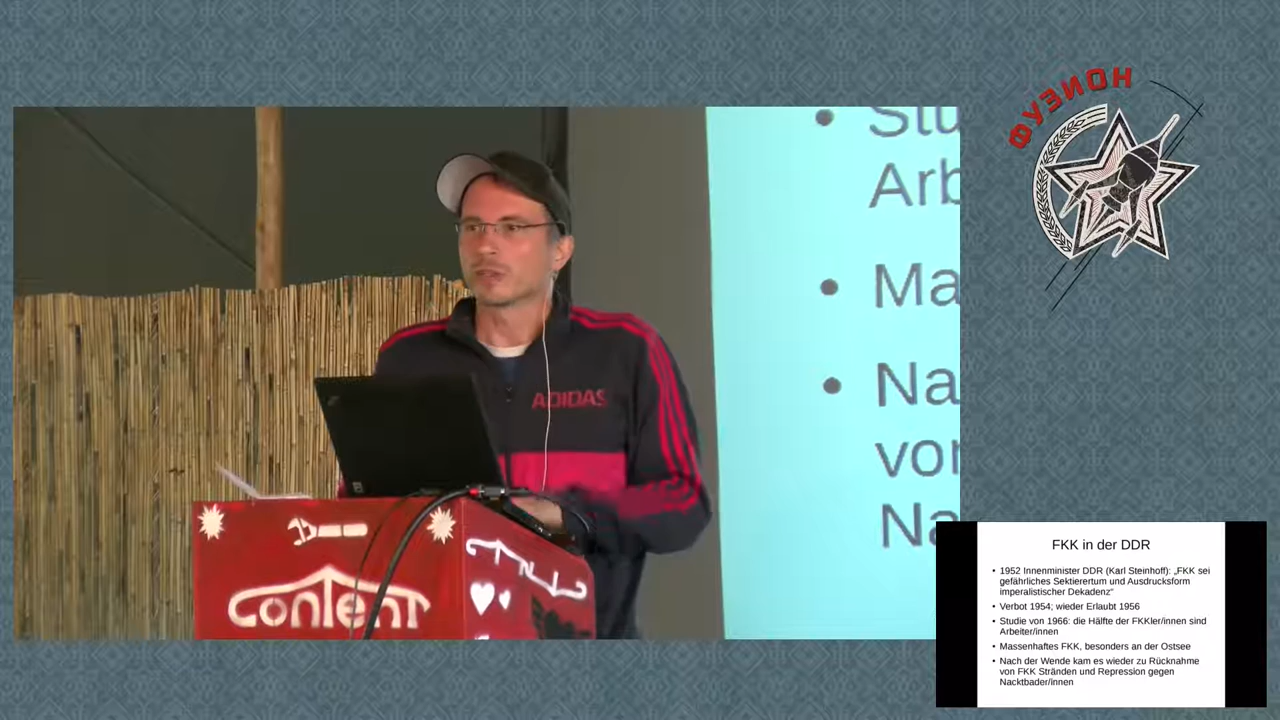 ФУЗИОН
Stu
Arb
Ma
Na
von
Na
ADIDAS
content
FKK in der DDR
• 1952 Innenminister DDR (Karl Steinhoff): „FKK sei
gefährliches Sektierertum und Ausdrucksform
imperalistischer Dekadenz“
• Verbot 1954; wieder Erlaubt 1956
• Studie von 1966: die Hälfte der FKKler/innen sind
Arbeiter/innen
• Massenhaftes FKK, besonders an der Ostsee
• Nach der Wende kam es wieder zu Rücknahme
von FKK Stränden und Repression gegen
Nacktbader/innen